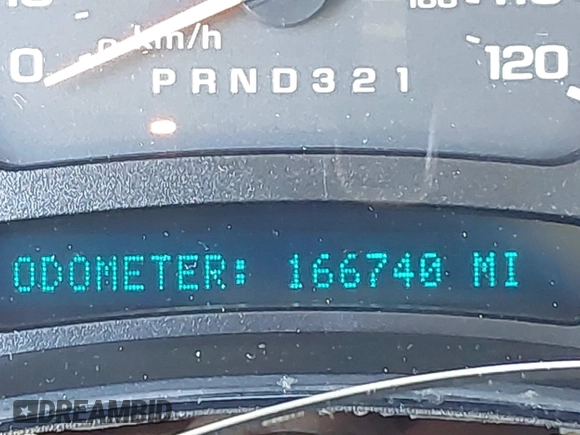 km/h
0
120
PRND321
ODOMETER: 166740 MI
DREAMBID